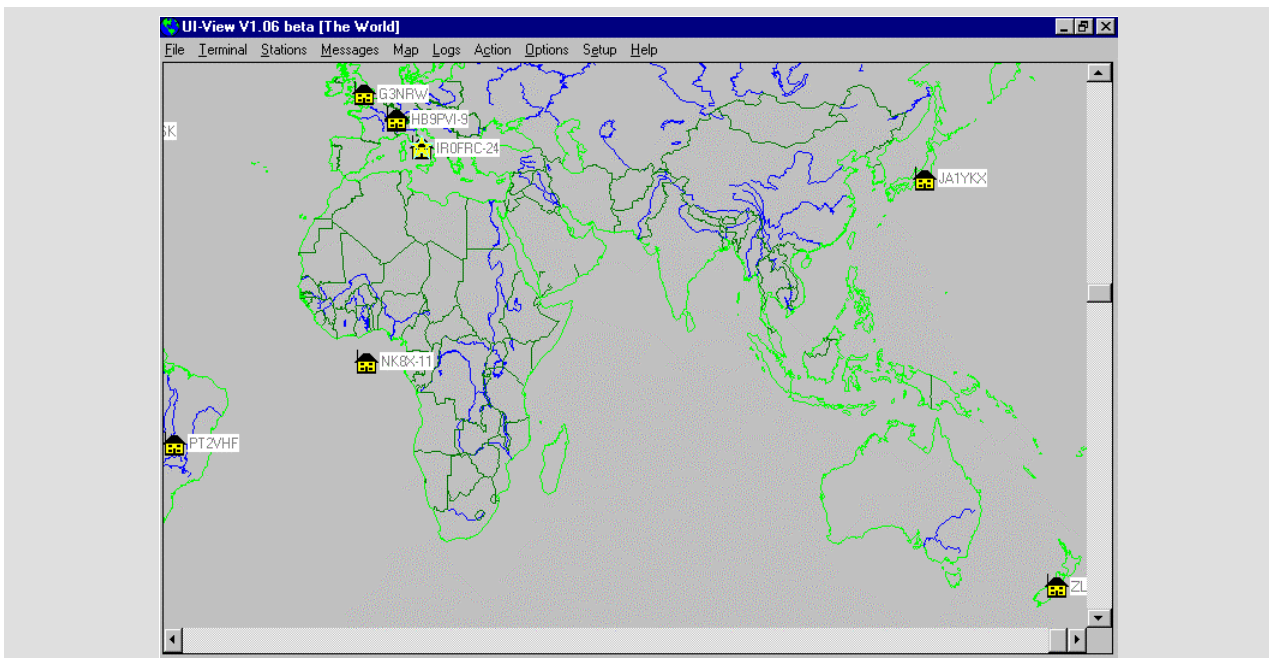 UI-View V1.06 beta [The World]
File Terminal Stations Messages Map Logs Action Options Setup Help
G3NRW
HB9PVI-9
SK
IR0FRC-24
JA1YKX
NK8X-11
PT2VHF
ZL